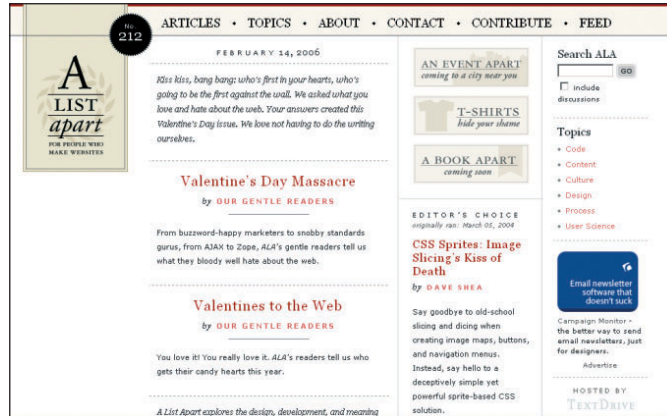 No.
212
ARTICLES • TOPICS • ABOUT • CONTACT • CONTRIBUTE • FEED
A
LIST
apart
FOR PEOPLE WHO
MAKE WEBSITES
FEBRUARY 14, 2006
Kiss kiss, bang bang: who's first in your hearts, who's
going to be the first against the wall. We asked what you
love and hate about the web. Your answers created this
Valentine's Day issue. We love not having to do the writing
ourselves.
Valentine's Day Massacre
by OUR GENTLE READERS
From buzzword-happy marketers to snobby standards
gurus, from AJAX to Zope, ALA's gentle readers tell us
what they bloody well hate about the web.
Valentines to the Web
by OUR GENTLE READERS
You love it! You really love it. ALA's readers tell us who
gets their candy hearts this year.
A List Apart explores the design, development, and meaning
AN EVENT APART
coming to a city near you
T-SHIRTS
hide your shame
A BOOK APART
coming soon
EDITOR'S CHOICE
originally ran: March 05, 2004
CSS Sprites: Image
Slicing's Kiss of
Death
by DAVE SHEA
Say goodbye to old-school
slicing and dicing when
creating image maps, buttons,
and navigation menus.
Instead, say hello to a
deceptively simple yet
powerful sprite-based CSS
solution.
Search ALA
GO
include
discussions
Topics
• Code
• Content
• Culture
• Design
• Process
• User Science
Email newsletter
software that
doesn't suck
Campaign Monitor -
the better way to send
email newsletters, just
for designers.
Advertise
HOSTED BY
TEXTDRIVE